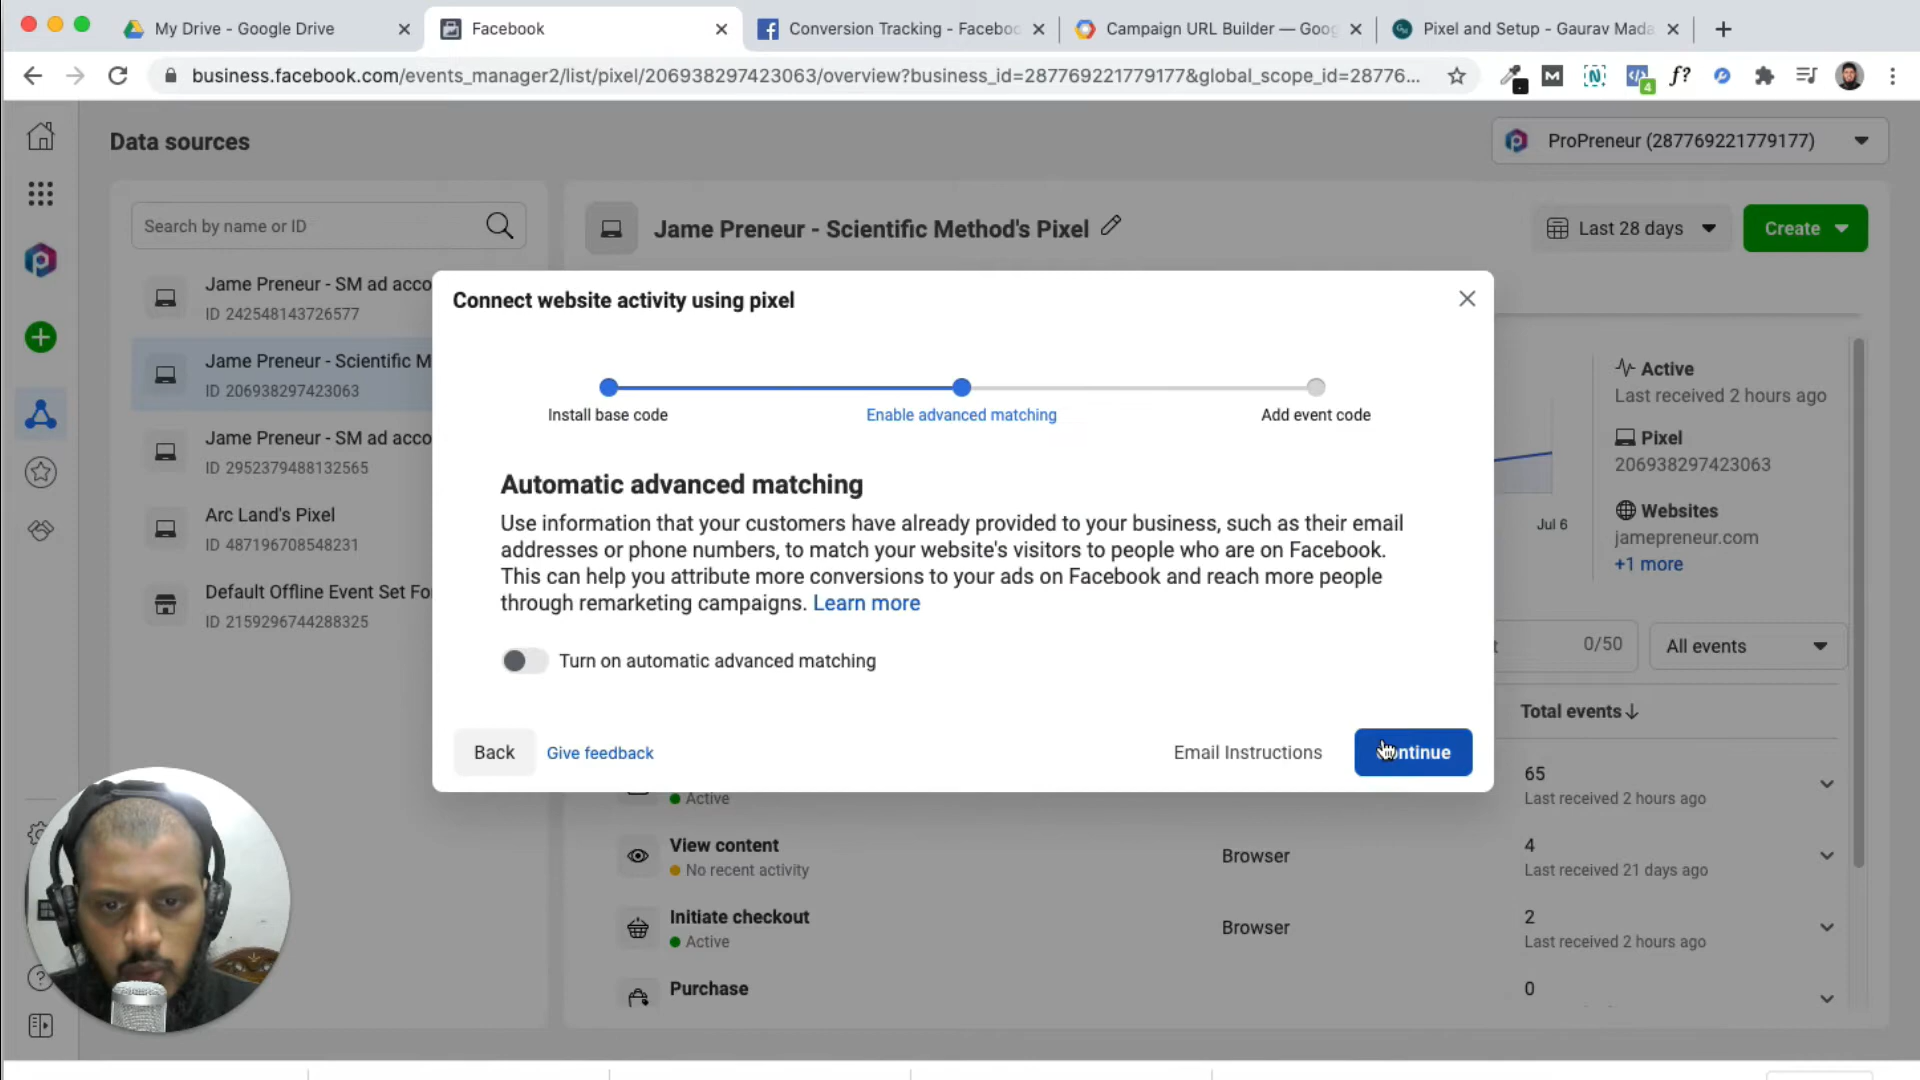 My Drive - Google Drive
Facebook
Conversion Tracking - Faceboo
Campaign URL Builder — Goog
Pixel and Setup - Gaurav Mada
business.facebook.com/events_manager2/list/pixel/206938297423063/overview?business_id=287769221779177&global_scope_id=28776...
4
f?
Data sources
ProPreneur (287769221779177)
Search by name or ID
Jame Preneur - Scientific Method's Pixel
Last 28 days
Create
Jame Preneur - SM ad acco
ID 242548143726577
Jame Preneur - Scientific M
ID 206938297423063
Jame Preneur - SM ad acco
ID 2952379488132565
Arc Land's Pixel
ID 487196708548231
Default Offline Event Set Fo
ID 2159296744288325
Connect website activity using pixel
Install base code
Enable advanced matching
Add event code
Automatic advanced matching
Use information that your customers have already provided to your business, such as their email
addresses or phone numbers, to match your website's visitors to people who are on Facebook.
This can help you attribute more conversions to your ads on Facebook and reach more people
through remarketing campaigns. Learn more
Turn on automatic advanced matching
Back
Give feedback
Email Instructions
ntinue
Active
Last received 2 hours ago
Pixel
206938297423063
Websites
jamepreneur.com
+1 more
Jul 6
0/50
All events
Total events
Active
65
Last received 2 hours ago
View content
No recent activity
Browser
4
Last received 21 days ago
Initiate checkout
Active
Browser
2
Last received 2 hours ago
Purchase
0